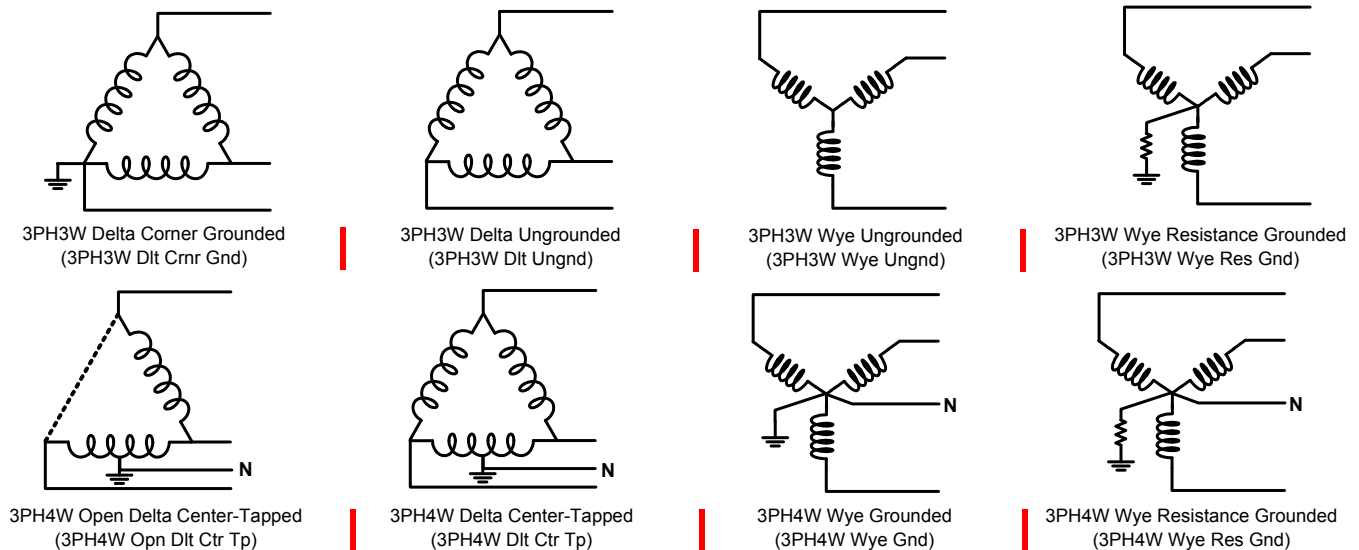 3PH3W Delta Corner Grounded
(3PH3W Dlt Crnr Gnd)
3PH3W Delta Ungrounded
(3PH3W Dlt Ungnd)
3PH3W Wye Ungrounded
(3PH3W Wye Ungnd)
3PH3W Wye Resistance Grounded
(3PH3W Wye Res Gnd)
N
3PH4W Open Delta Center-Tapped
(3PH4W Opn Dlt Ctr Tp)
N
3PH4W Delta Center-Tapped
(3PH4W Dlt Ctr Tp)
N
3PH4W Wye Grounded
(3PH4W Wye Gnd)
N
3PH4W Wye Resistance Grounded
(3PH4W Wye Res Gnd)